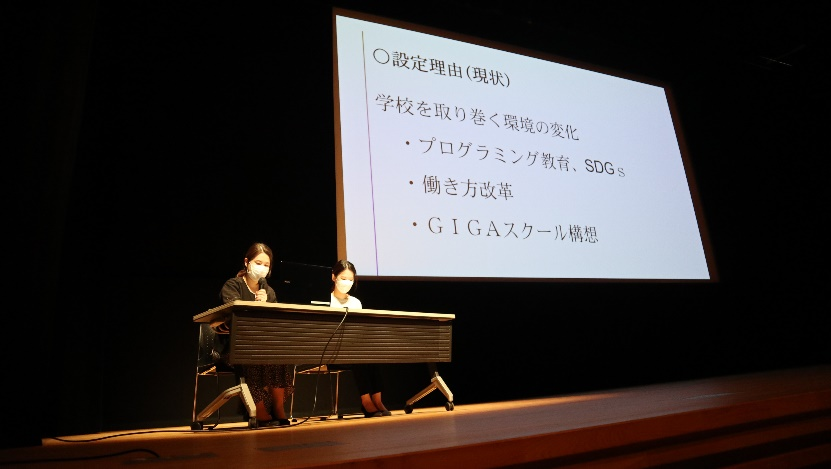 〇設定理由(現状)
学校を取り巻く環境の変化
・プログラミング教育、SDGs
・働き方改革
・GIGAスクール構想